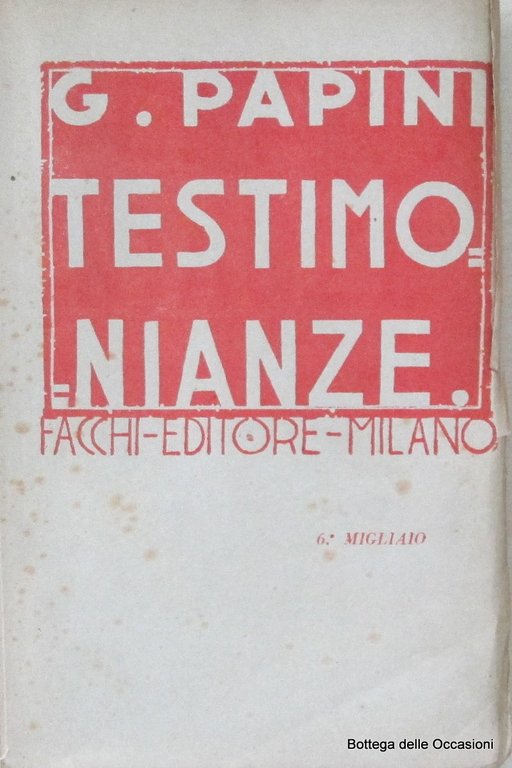 G. PAPINI
TESTIMO=
=NIANZE.
FACCHI-EDITORE-MILANO
6.° MIGLIAIO
Bottega delle Occasioni